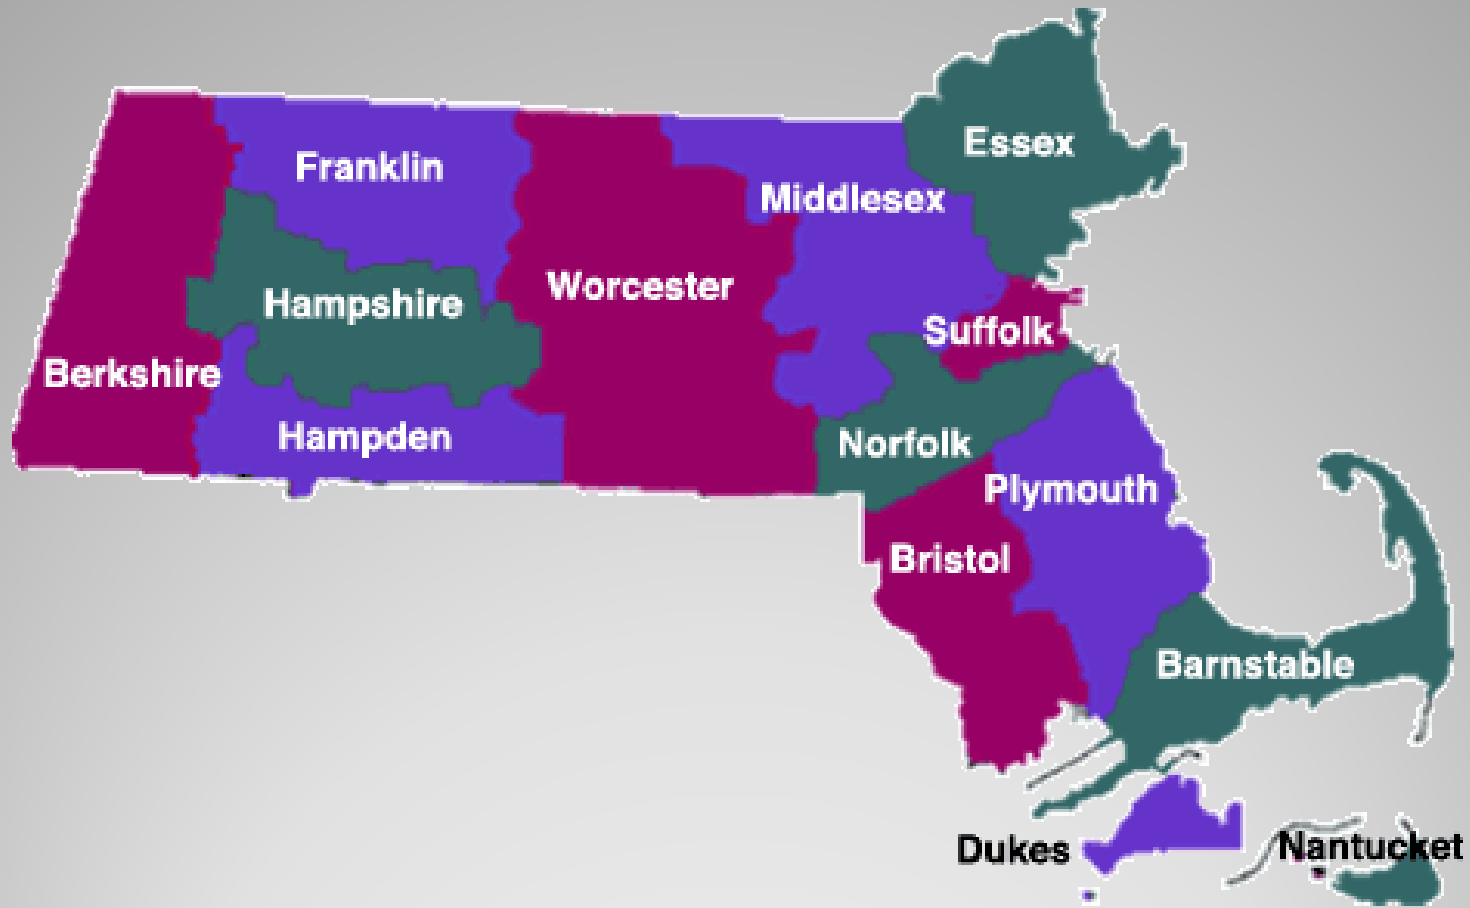 Essex
Franklin
Middlesex
Worcester
Hampshire
Suffolk
Berkshire
Hampden
Norfolk
Plymouth
Bristol
Barnstable
Dukes
Nantucket